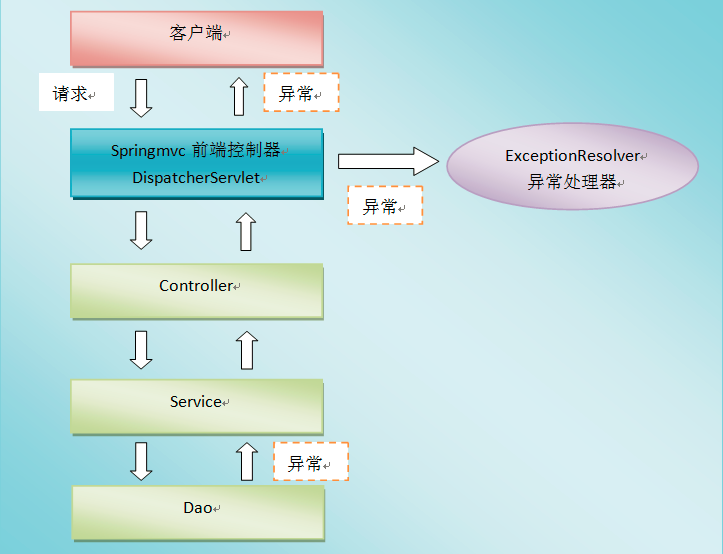 客户端
请求
异常
Springmvc 前端控制器
DispatcherServlet
异常
ExceptionResolver
异常处理器
Controller
Service
异常
Dao